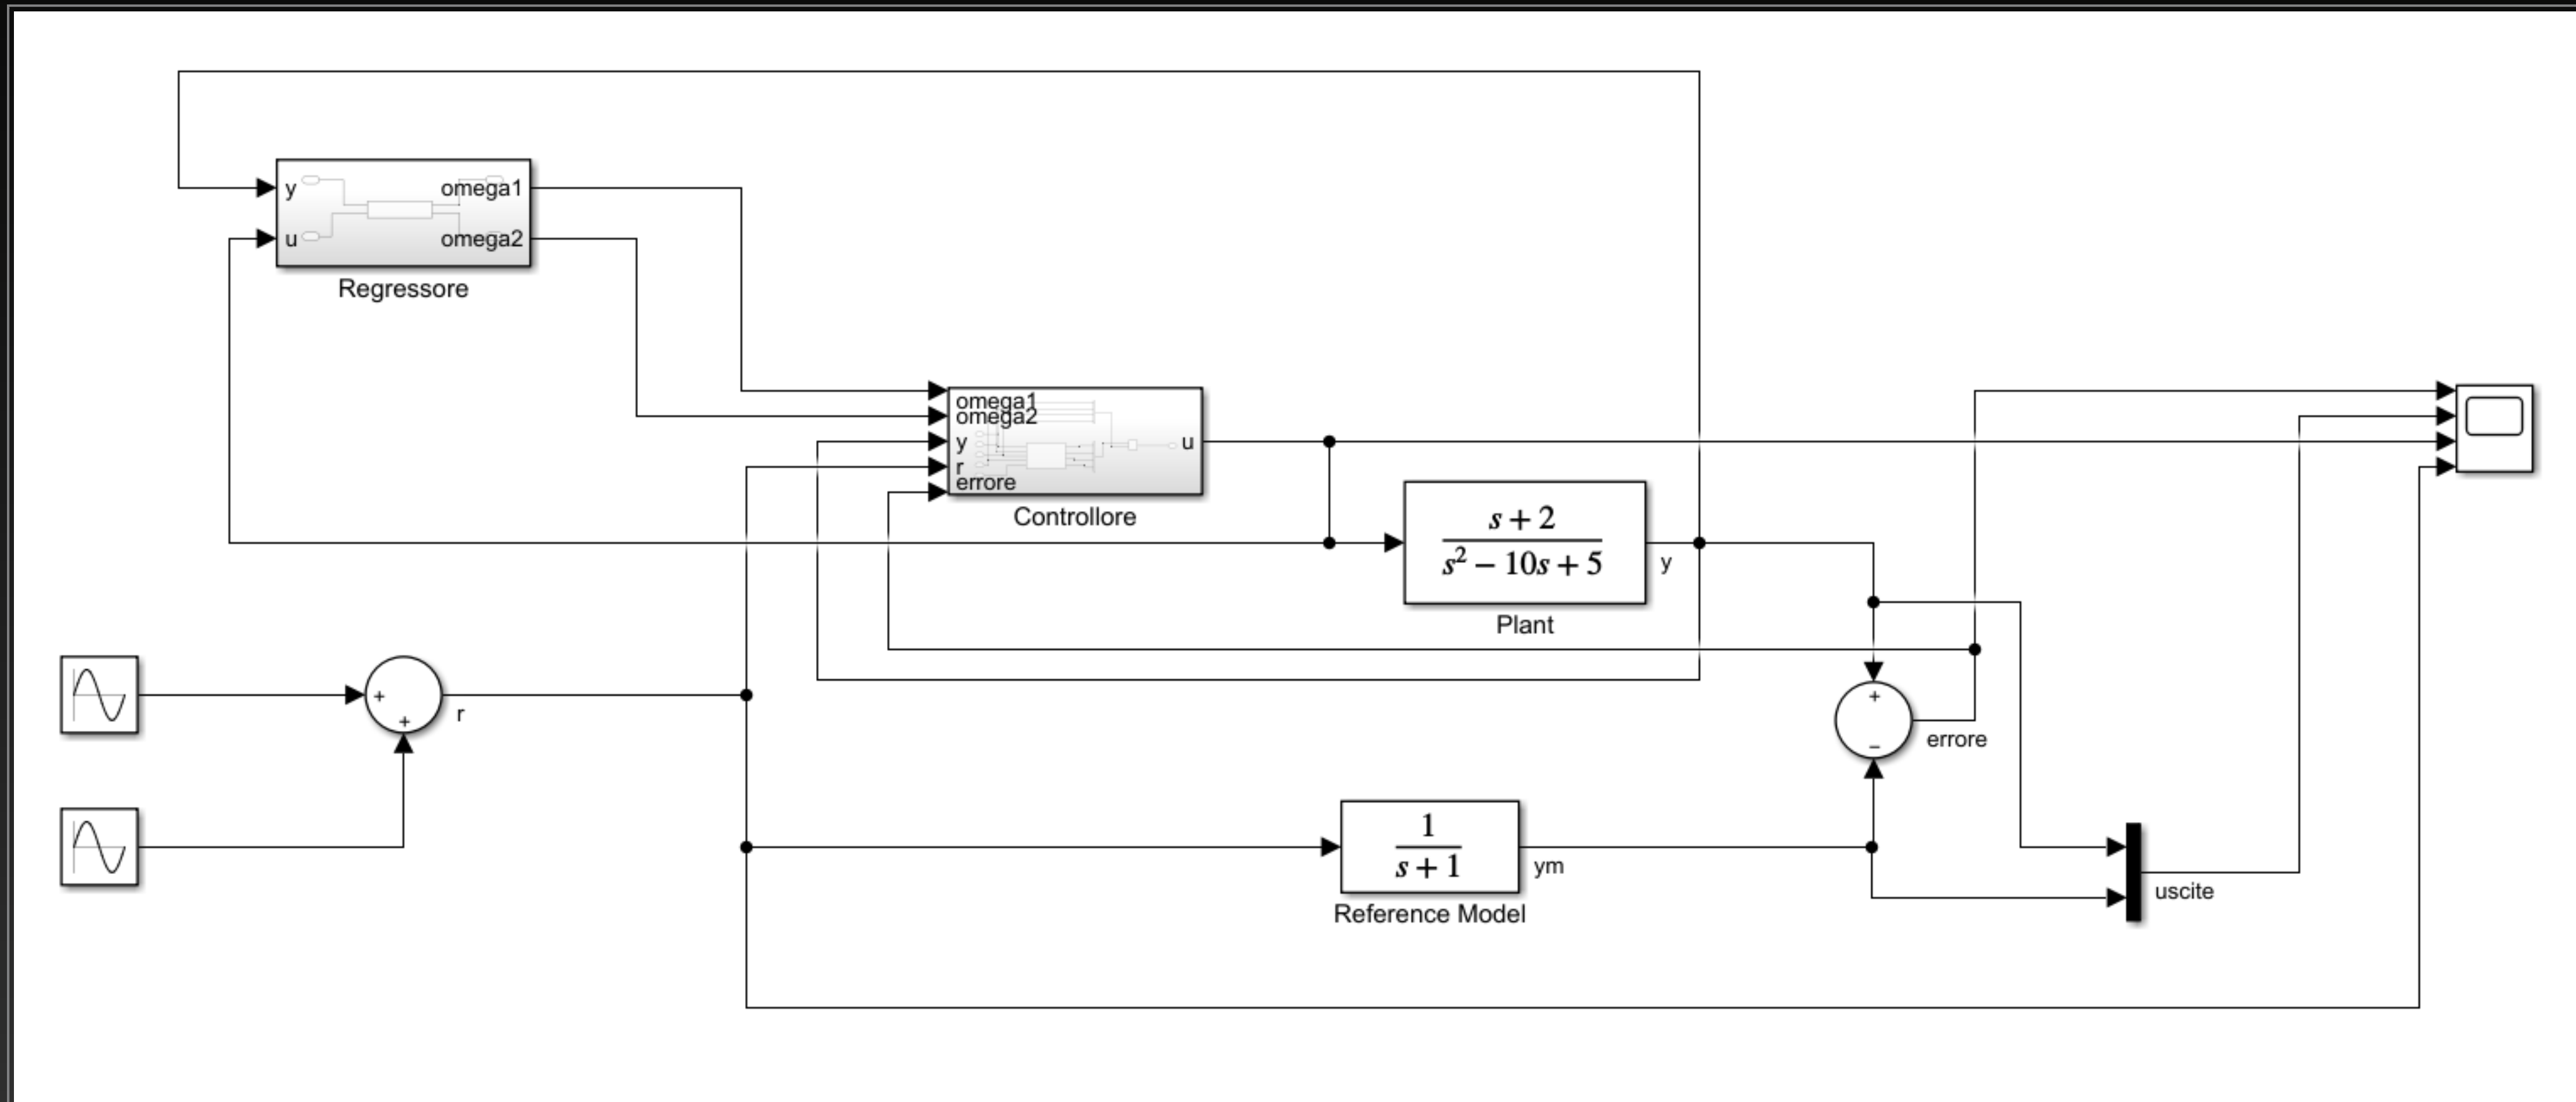 y
omega1
u
omega2
Regressore
omega1
omega2
y
u
r
errore
Controllore
s + 2
s² − 10s + 5
y
Plant
+
+
r
+
−
errore
1
s + 1
ym
Reference Model
uscite